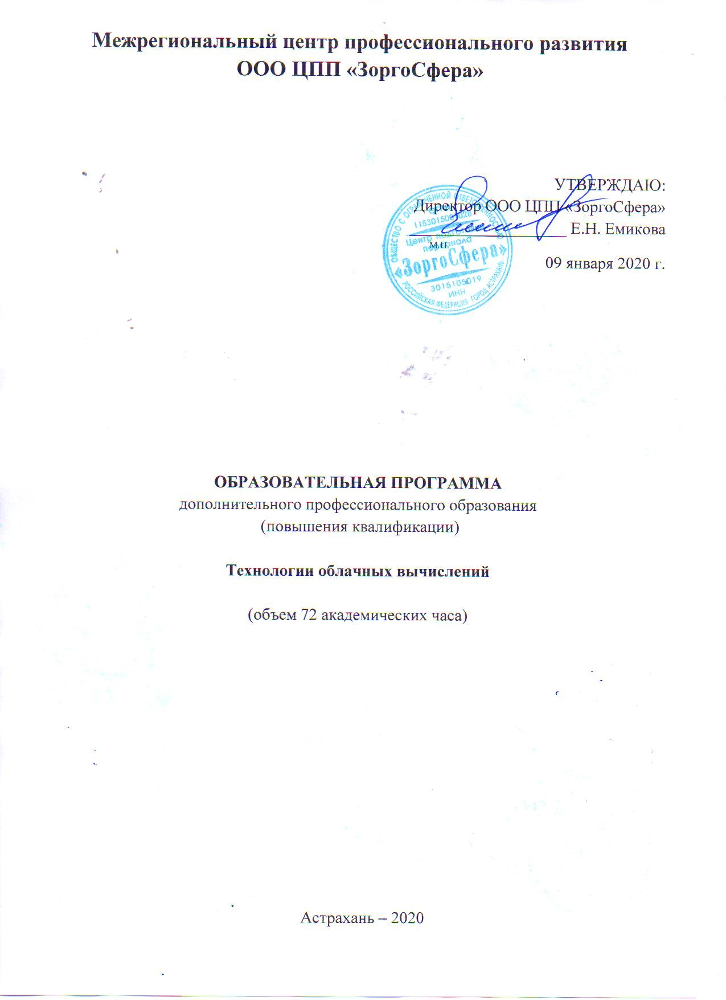 Межрегиональный центр профессионального развития
ООО ЦПП «ЗоргоСфера»
УТВЕРЖДАЮ:
Директор ООО ЦПП «ЗоргоСфера»
Е.Н. Емикова
М.П.
09 января 2020 г.
ОБЩЕСТВО С ОГРАНИЧЕННОЙ ОТВЕТСТВЕННОСТЬЮ
Центр подготовки
персонала
«ЗоргоСфера»
3015105019
ИНН
РОССИЙСКАЯ ФЕДЕРАЦИЯ ГОРОД АСТРАХАНЬ
ОБРАЗОВАТЕЛЬНАЯ ПРОГРАММА
дополнительного профессионального образования
(повышения квалификации)
Технологии облачных вычислений
(объем 72 академических часа)
Астрахань – 2020